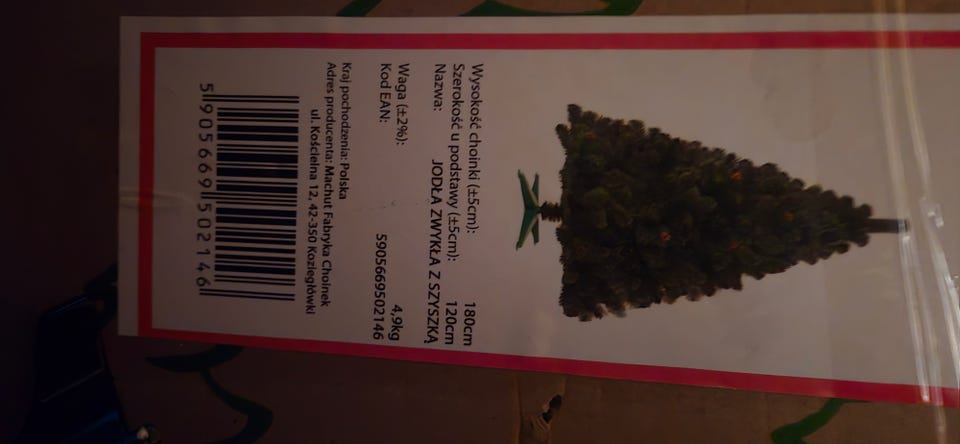 Wysokość choinki (±5cm): 180cm
Szerokość u podstawy (±5cm): 120cm
Nazwa: JODŁA ZWYKŁA Z SZYSZKĄ
Waga (±2%): 4,9kg
Kod EAN: 5905669502146
Kraj pochodzenia: Polska
Adres producenta: Machut Fabryka Choinek
ul. Kościelna 12, 42-350 Koziegłówki
5905669502146